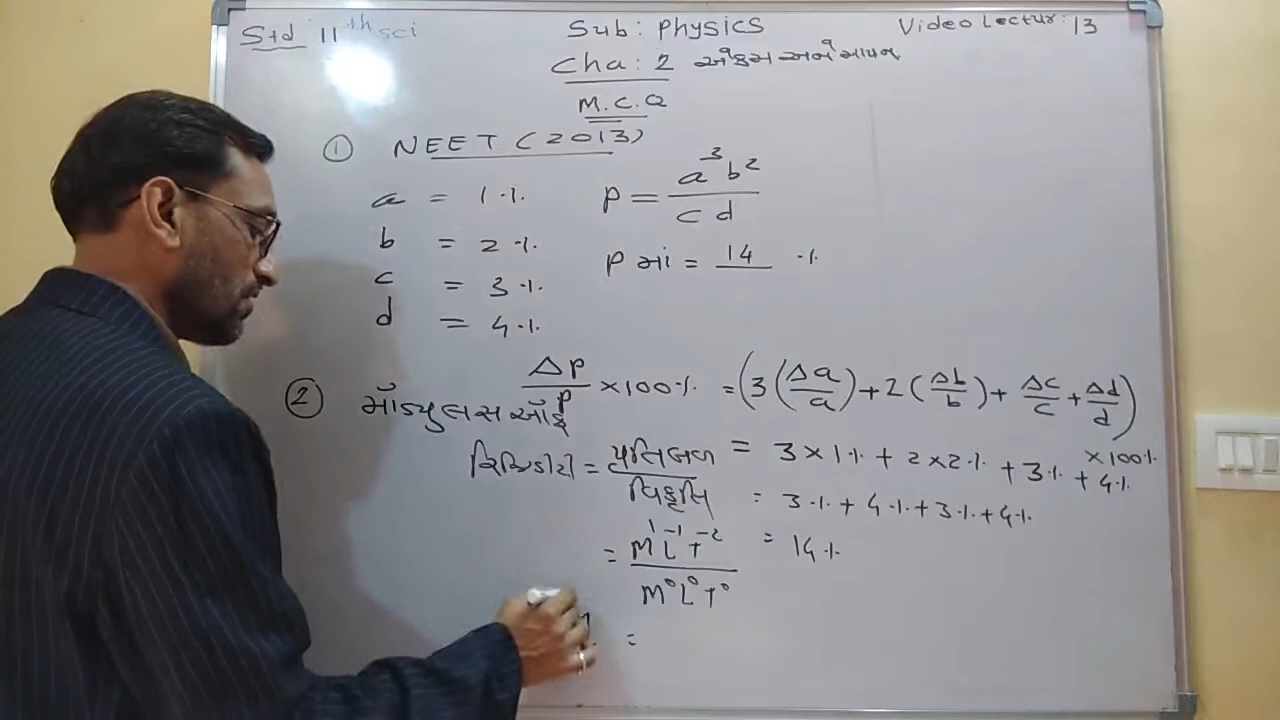 Std 11th sci
Sub: Physics
Video Lectur: 13
Cha: 2 એકમ અને માપન
M.C.Q
① NEET (2013)
a = 1 %
b = 2 %
c = 3 %
d = 4 %
P = a³b² / cd
P માં = 14 %
ΔP/P × 100% = (3(Δa/a) + 2(Δb/b) + Δc/c + Δd/d) × 100%
= 3×1% + 2×2% + 3% + 4%
= 3% + 4% + 3% + 4%
= 14%
② મૉડ્યુલસ ઑફ
રિજિડીટી = પ્રતિબળ / વિકૃતિ
= M¹L⁻¹T⁻² / M⁰L⁰T⁰
=